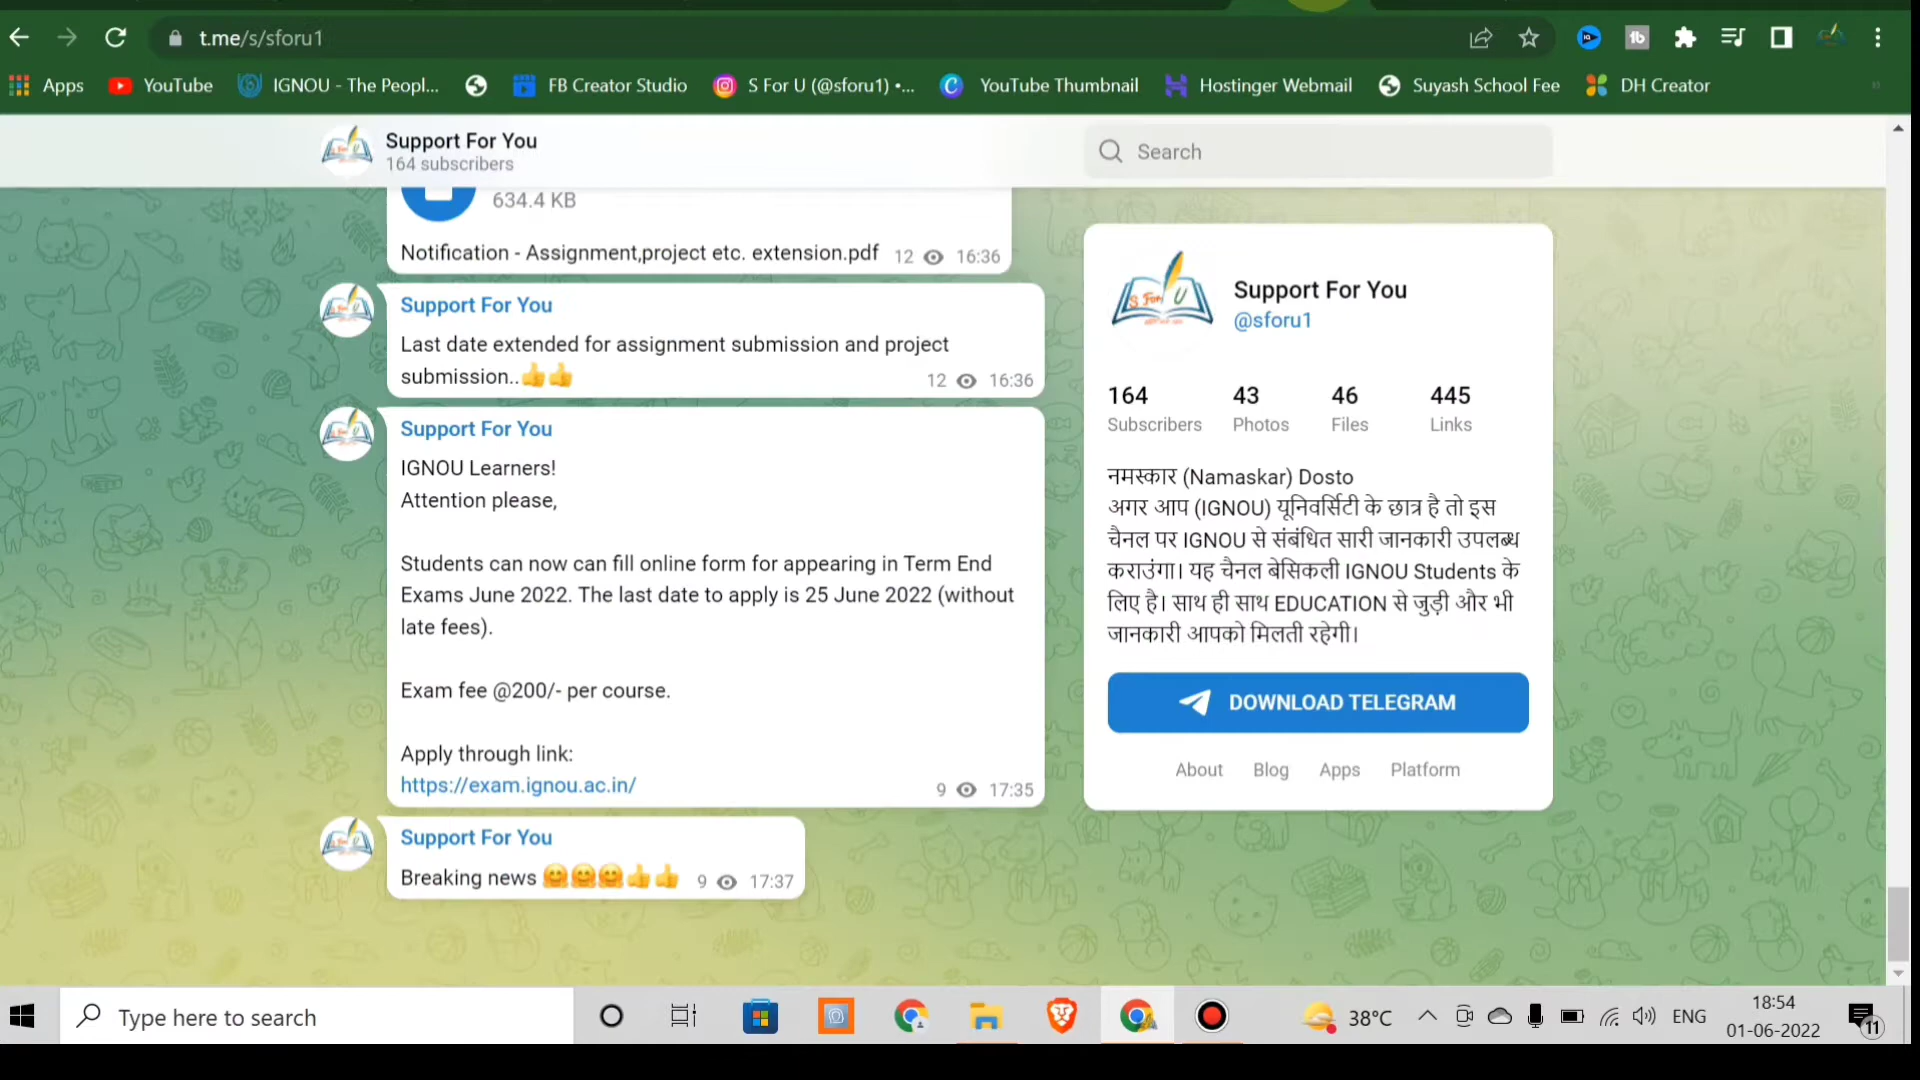 t.me/s/sforu1
Apps YouTube IGNOU - The Peopl... FB Creator Studio S For U (@sforu1) •... YouTube Thumbnail Hostinger Webmail Suyash School Fee DH Creator
Support For You
164 subscribers
Search
634.4 KB
Notification - Assignment,project etc. extension.pdf 12 16:36
Support For You
Last date extended for assignment submission and project
submission..👍👍 12 16:36
Support For You
IGNOU Learners!
Attention please,
Students can now can fill online form for appearing in Term End
Exams June 2022. The last date to apply is 25 June 2022 (without
late fees).
Exam fee @200/- per course.
Apply through link:
https://exam.ignou.ac.in/ 9 17:35
Support For You
Breaking news 🤗🤗🤗👍👍 9 17:37
S For U
Support For You
@sforu1
164 43 46 445
Subscribers Photos Files Links
नमस्कार (Namaskar) Dosto
अगर आप (IGNOU) यूनिवर्सिटी के छात्र है तो इस
चैनल पर IGNOU से संबंधित सारी जानकारी उपलब्ध
कराउंगा। यह चैनल बेसिकली IGNOU Students के
लिए है। साथ ही साथ EDUCATION से जुड़ी और भी
जानकारी आपको मिलती रहेगी।
DOWNLOAD TELEGRAM
About Blog Apps Platform
Type here to search
38°C ENG 18:54
01-06-2022 11